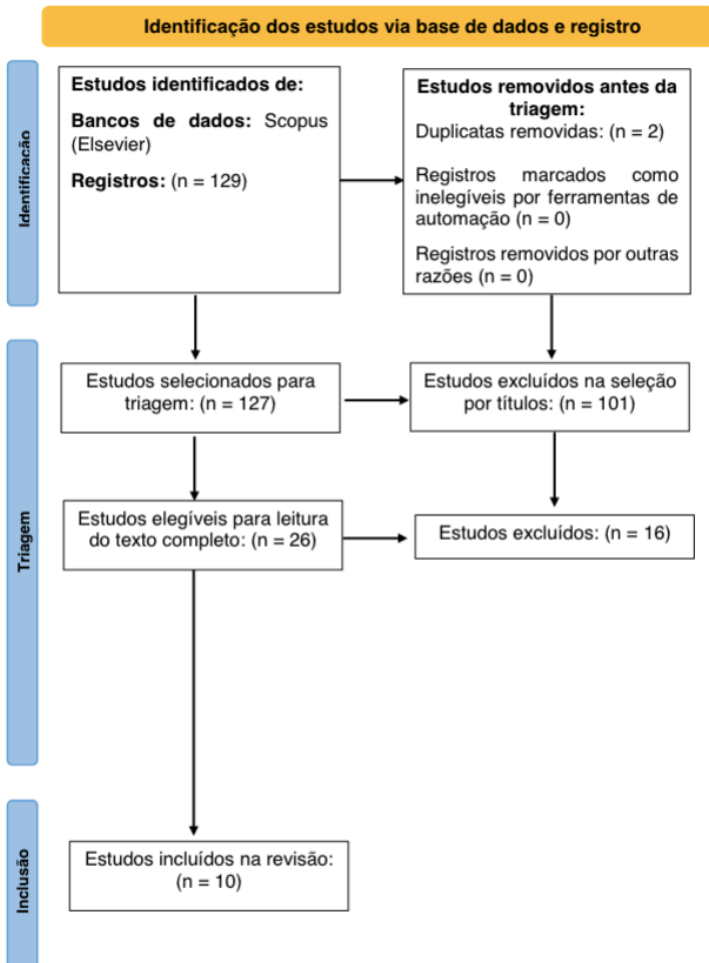 Identificação dos estudos via base de dados e registro
Identificação
Estudos identificados de:
Bancos de dados: Scopus
(Elsevier)
Registros: (n = 129)
Estudos removidos antes da
triagem:
Duplicatas removidas: (n = 2)
Registros marcados como
inelegíveis por ferramentas de
automação (n = 0)
Registros removidos por outras
razões (n = 0)
Triagem
Estudos selecionados para
triagem: (n = 127)
Estudos excluídos na seleção
por títulos: (n = 101)
Estudos elegíveis para leitura
do texto completo: (n = 26)
Estudos excluídos: (n = 16)
Inclusão
Estudos incluídos na revisão:
(n = 10)